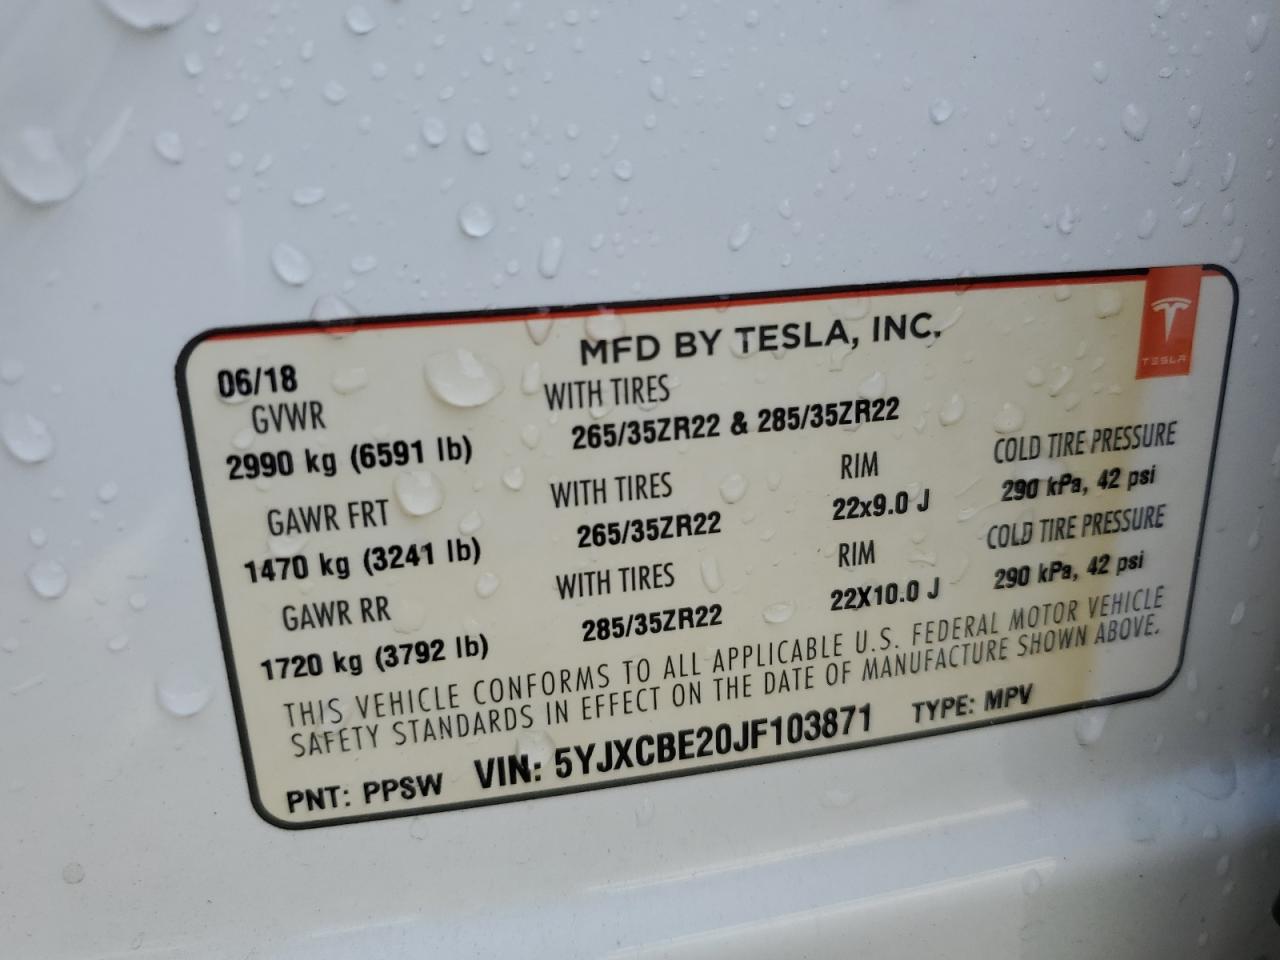 MFD BY TESLA, INC.
TESLA
06/18
GVWR WITH TIRES
2990 kg (6591 lb) 265/35ZR22 & 285/35ZR22
GAWR FRT WITH TIRES RIM COLD TIRE PRESSURE
1470 kg (3241 lb) 265/35ZR22 22x9.0 J 290 kPa, 42 psi
GAWR RR WITH TIRES RIM COLD TIRE PRESSURE
1720 kg (3792 lb) 285/35ZR22 22X10.0 J 290 kPa, 42 psi
THIS VEHICLE CONFORMS TO ALL APPLICABLE U.S. FEDERAL MOTOR VEHICLE
SAFETY STANDARDS IN EFFECT ON THE DATE OF MANUFACTURE SHOWN ABOVE.
PNT: PPSW VIN: 5YJXCBE20JF103871 TYPE: MPV